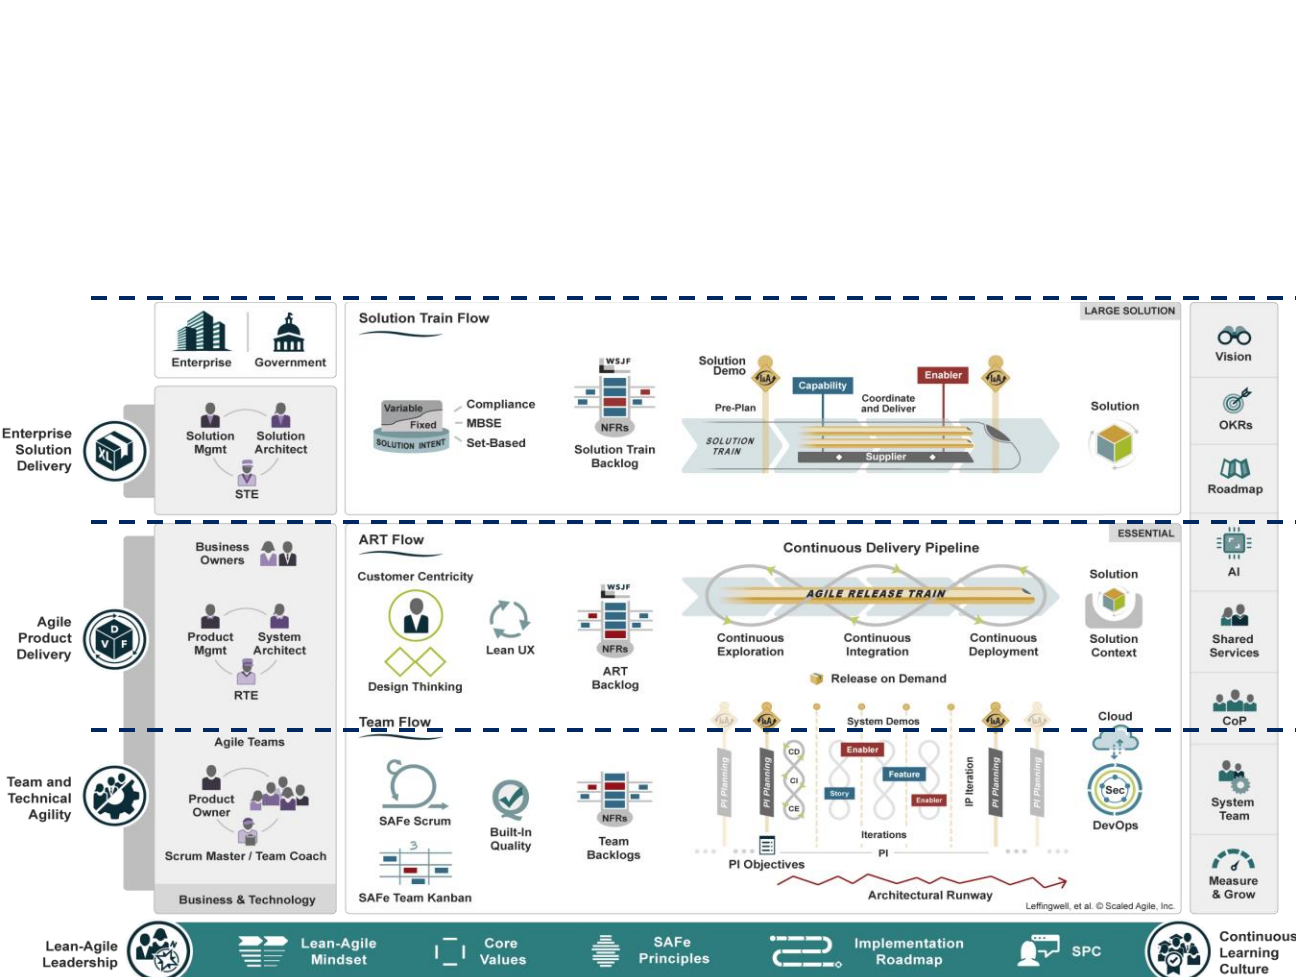 Enterprise
Government
Solution Train Flow
LARGE SOLUTION
Enterprise
Solution
Delivery
XL
Solution
Mgmt
Solution
Architect
STE
Variable
Fixed
SOLUTION INTENT
Compliance
MBSE
Set-Based
WSJF
NFRs
Solution Train
Backlog
Solution
Demo
Pre-Plan
Capability
Coordinate
and Deliver
Enabler
SOLUTION
TRAIN
Supplier
Solution
Vision
OKRs
Roadmap
AI
Shared
Services
CoP
System
Team
Measure
& Grow
Agile
Product
Delivery
D
V F
Business
Owners
Product
Mgmt
System
Architect
RTE
ART Flow
ESSENTIAL
Customer Centricity
Design Thinking
Lean UX
WSJF
NFRs
ART
Backlog
Continuous Delivery Pipeline
AGILE RELEASE TRAIN
Continuous
Exploration
Continuous
Integration
Continuous
Deployment
Release on Demand
Solution
Solution
Context
Team and
Technical
Agility
Agile Teams
Product
Owner
Scrum Master / Team Coach
Business & Technology
Team Flow
SAFe Scrum
3
SAFe Team Kanban
Built-In
Quality
NFRs
Team
Backlogs
System Demos
PI Planning
PI Planning
CD
CI
CE
Enabler
Story
Feature
Enabler
IP Iteration
PI Planning
PI Planning
Iterations
PI
PI Objectives
Architectural Runway
Cloud
Sec
DevOps
Leffingwell, et al. © Scaled Agile, Inc.
Lean-Agile
Leadership
Lean-Agile
Mindset
Core
Values
SAFe
Principles
Implementation
Roadmap
SPC
Continuous
Learning
Culture